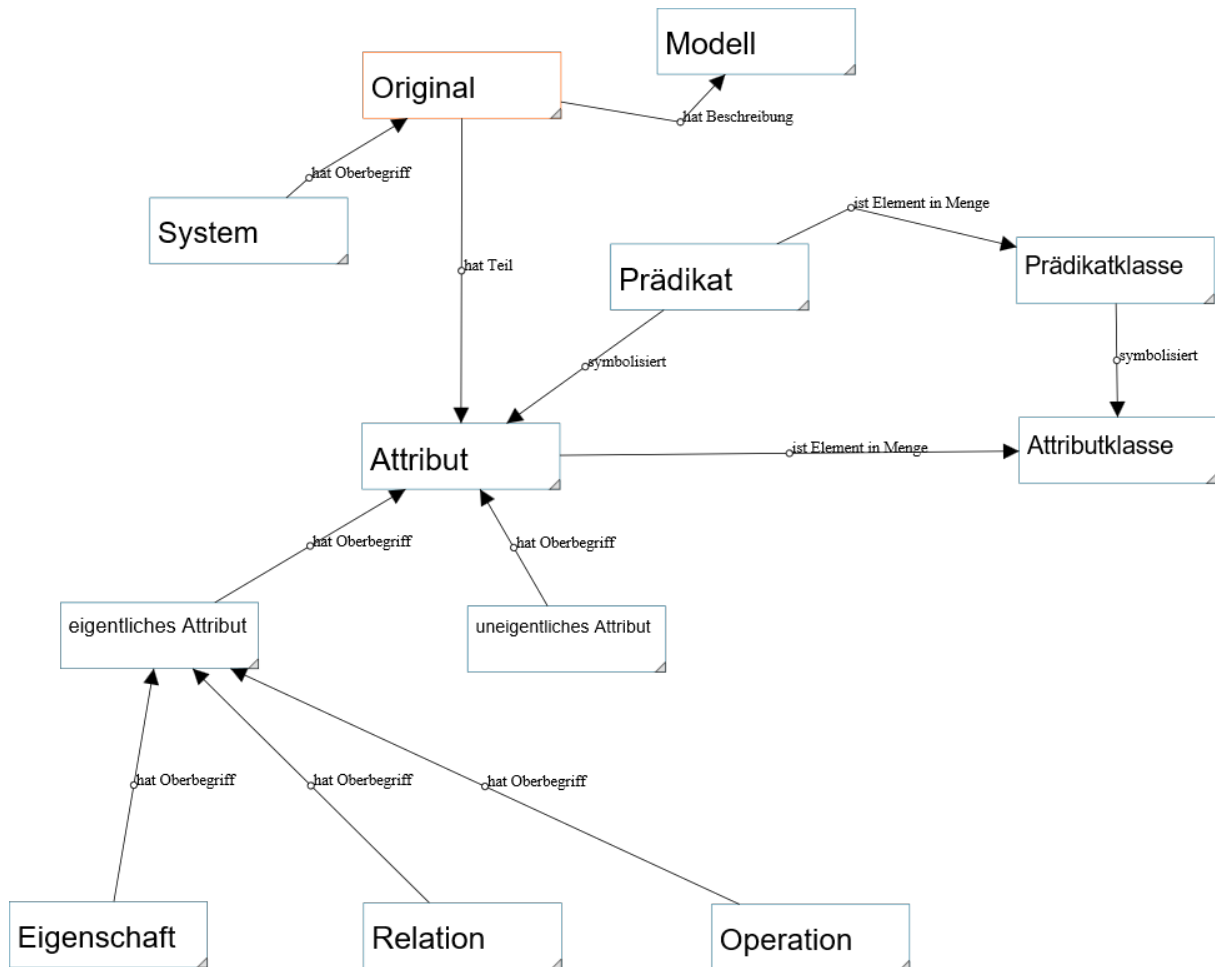 Modell
Original
hat Beschreibung
hat Oberbegriff
System
ist Element in Menge
Prädikat
Prädikatklasse
hat Teil
symbolisiert
symbolisiert
Attribut
ist Element in Menge
Attributklasse
hat Oberbegriff
hat Oberbegriff
eigentliches Attribut
uneigentliches Attribut
hat Oberbegriff
hat Oberbegriff
hat Oberbegriff
Eigenschaft
Relation
Operation